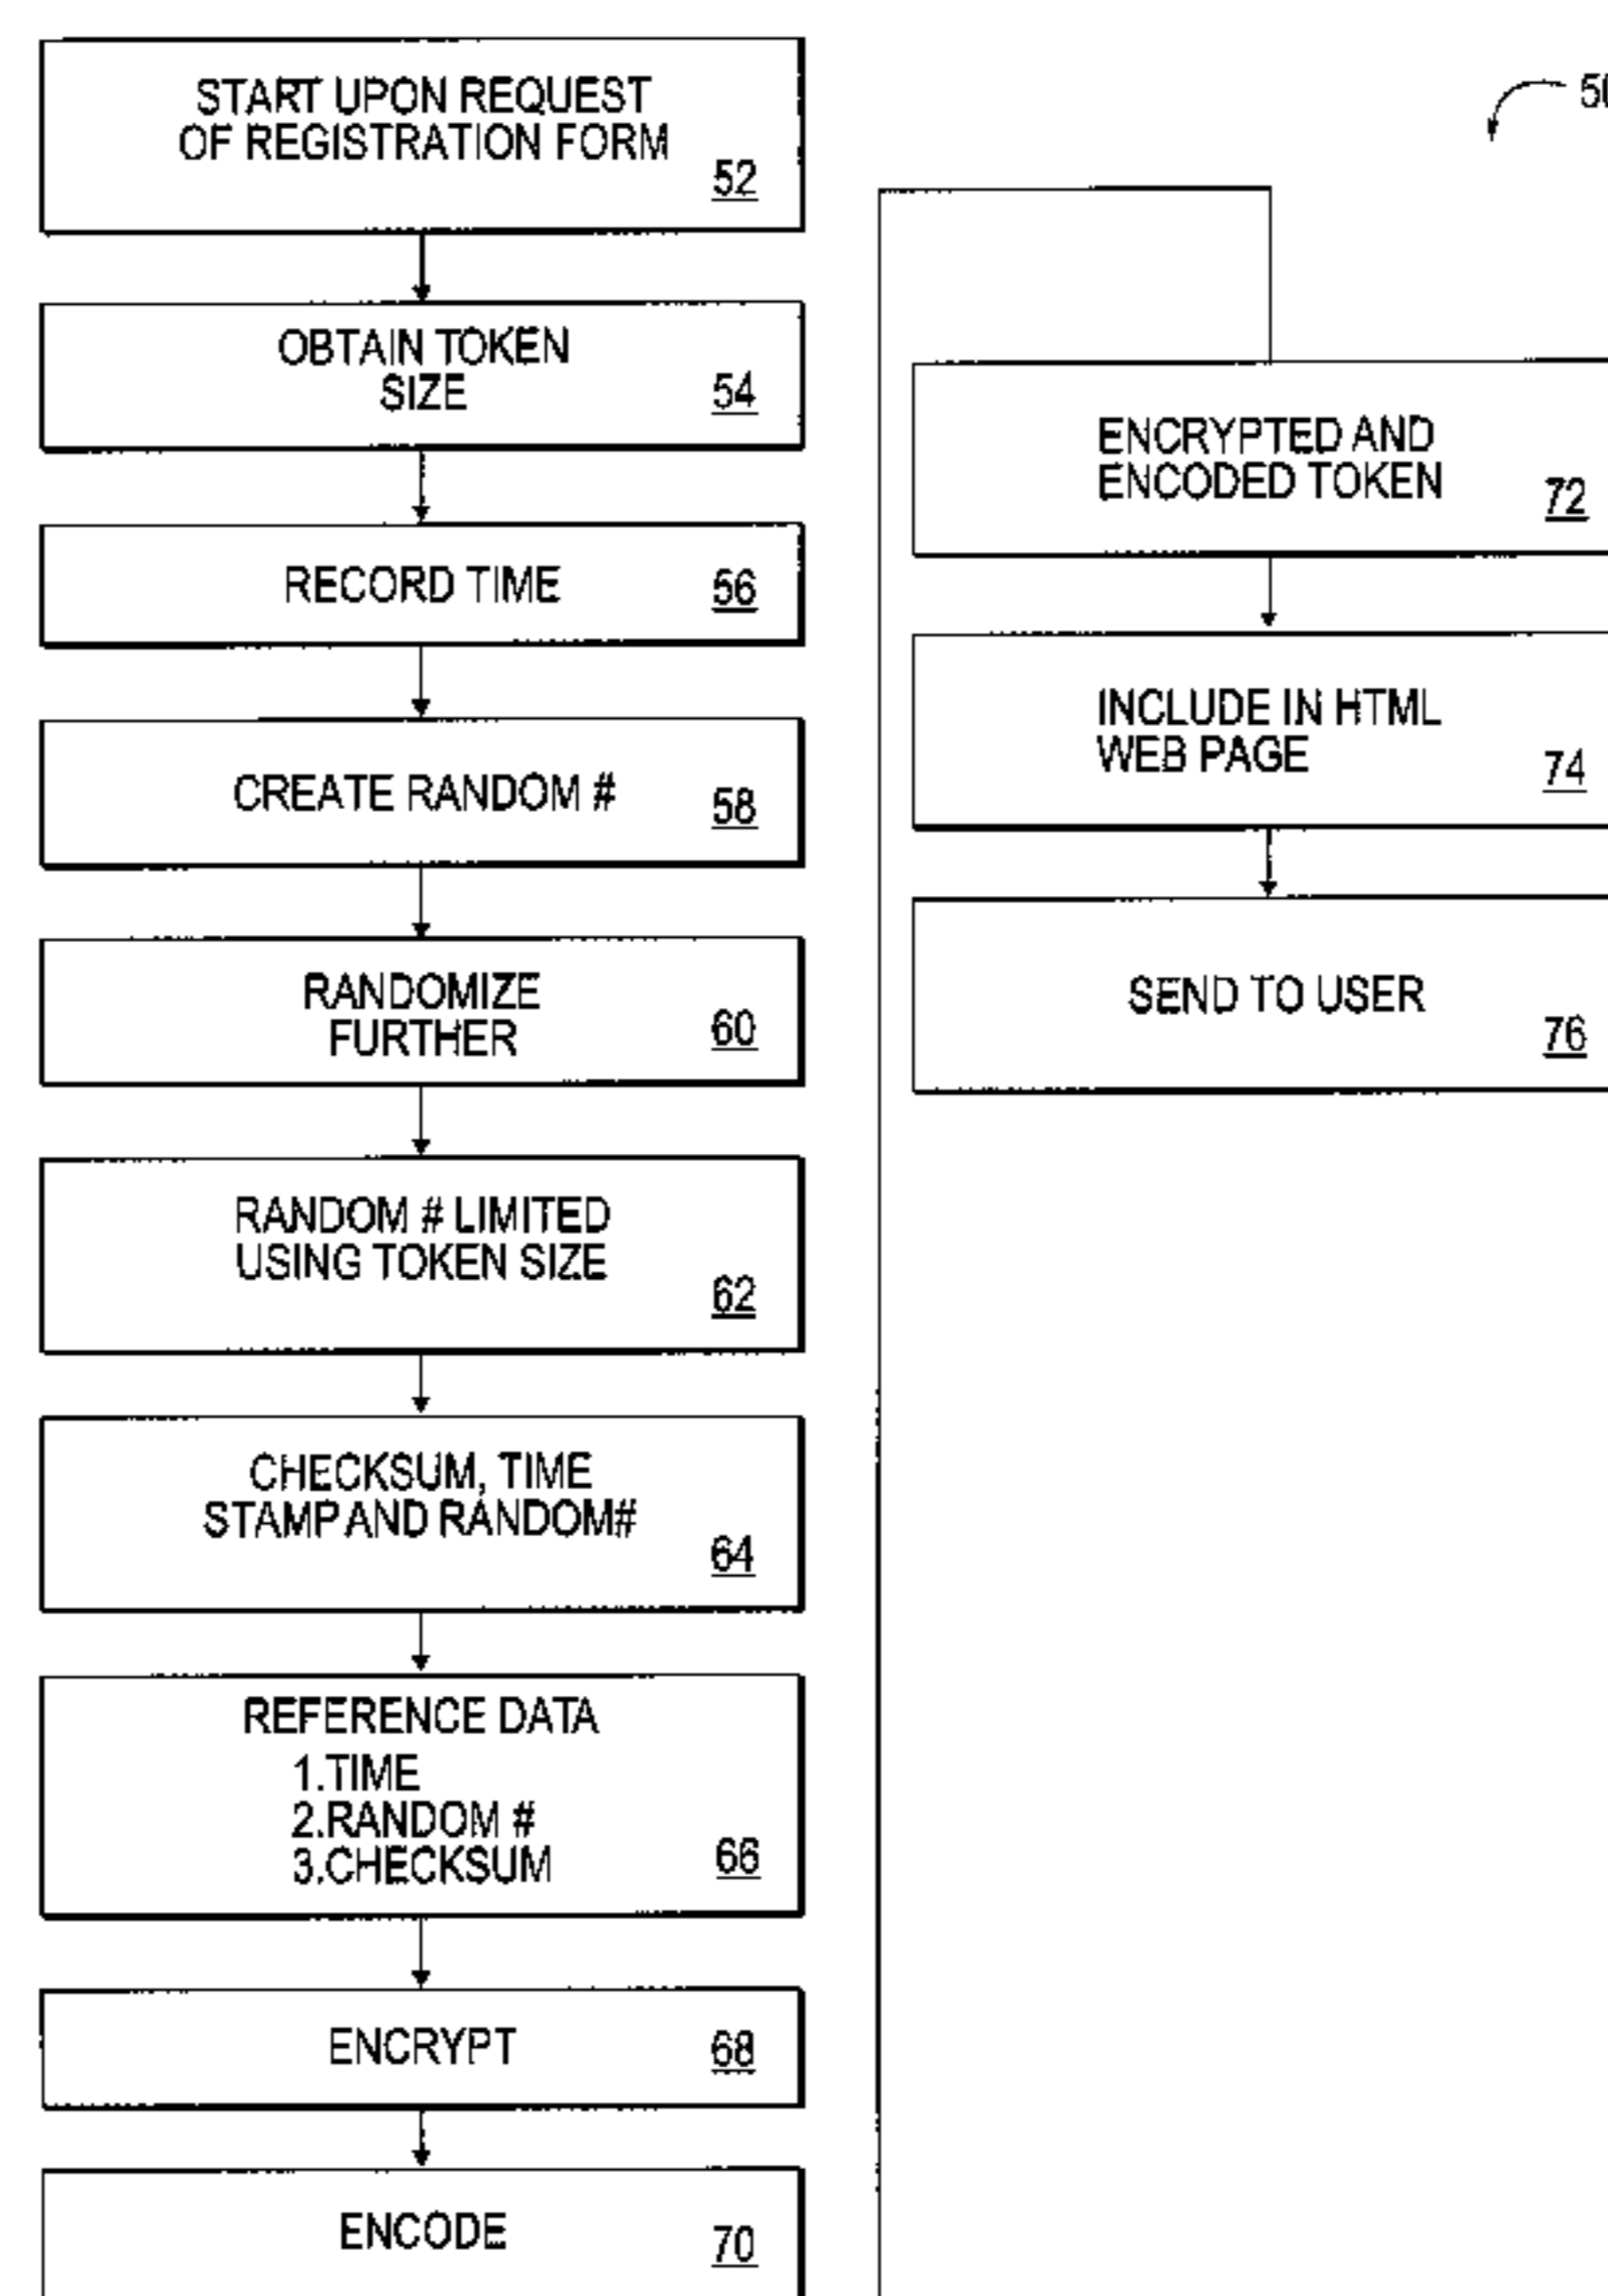 START UPON REQUEST
OF REGISTRATION FORM
52
OBTAIN TOKEN
SIZE
54
RECORD TIME
56
CREATE RANDOM #
58
RANDOMIZE
FURTHER
60
RANDOM # LIMITED
USING TOKEN SIZE
62
CHECKSUM, TIME
STAMP AND RANDOM#
64
REFERENCE DATA
1.TIME
2.RANDOM #
3.CHECKSUM
66
ENCRYPT
68
ENCODE
70
50
ENCRYPTED AND
ENCODED TOKEN
72
INCLUDE IN HTML
WEB PAGE
74
SEND TO USER
76